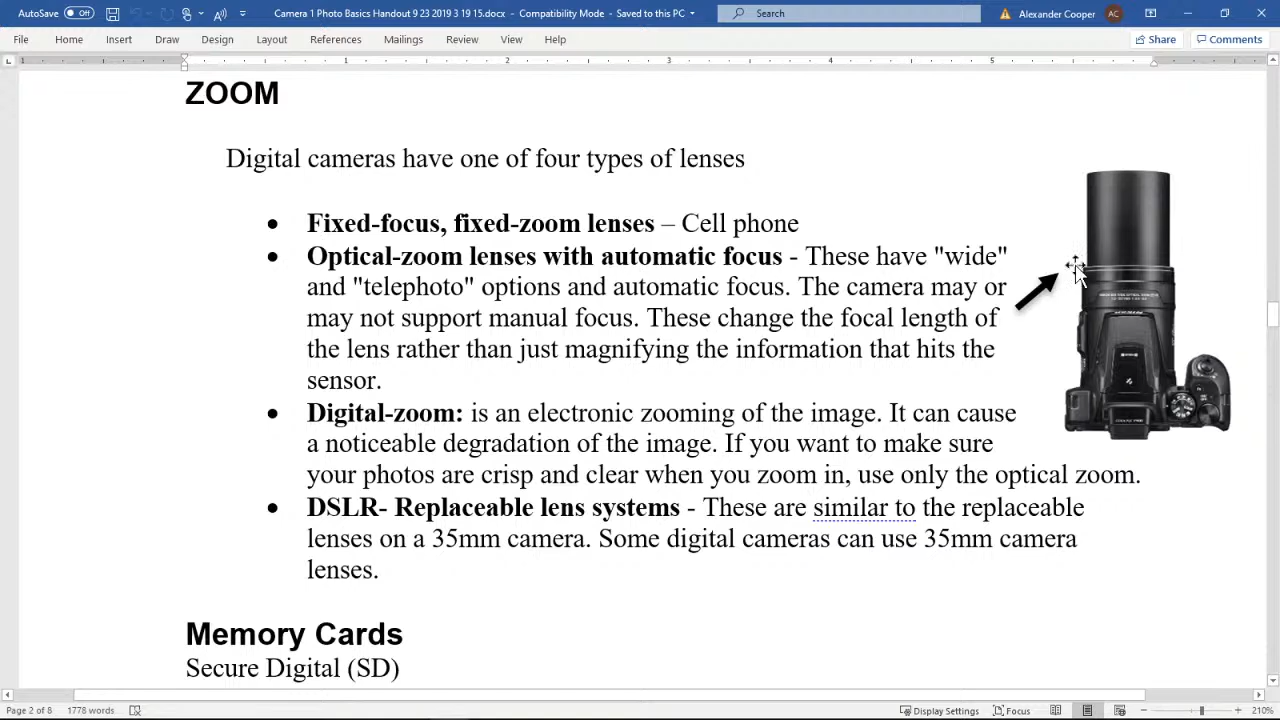 AutoSave Off Camera 1 Photo Basics Handout 9 23 2019 3 19 15.docx - Compatibility Mode - Saved to this PC Search Alexander Cooper AC
File Home Insert Draw Design Layout References Mailings Review View Help Share Comments
1 1 2 3 4 5
ZOOM
Digital cameras have one of four types of lenses
• Fixed-focus, fixed-zoom lenses – Cell phone
• Optical-zoom lenses with automatic focus - These have "wide"
and "telephoto" options and automatic focus. The camera may or
may not support manual focus. These change the focal length of
the lens rather than just magnifying the information that hits the
sensor.
• Digital-zoom: is an electronic zooming of the image. It can cause
a noticeable degradation of the image. If you want to make sure
your photos are crisp and clear when you zoom in, use only the optical zoom.
• DSLR- Replaceable lens systems - These are similar to the replaceable
lenses on a 35mm camera. Some digital cameras can use 35mm camera
lenses.
Memory Cards
Secure Digital (SD)
Page 2 of 8 1778 words Display Settings Focus 210%